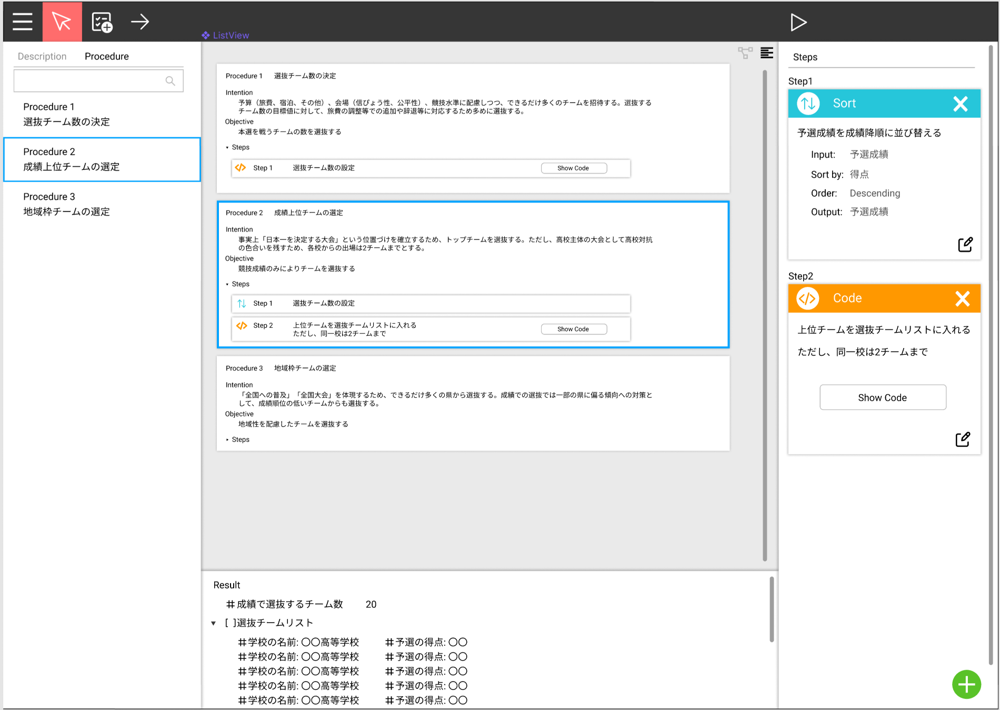 ListView
Description Procedure
Procedure 1
選抜チーム数の決定
Procedure 2
成績上位チームの選定
Procedure 3
地域枠チームの選定
Procedure 1 選抜チーム数の決定
Intention
予算（旅費、宿泊、その他）、会場（信ぴょう性、公平性）、競技水準に配慮しつつ、できるだけ多くのチームを招待する。選抜する
チーム数の目標値に対して、旅費の調整等での追加や辞退等に対応するため多めに選抜する。
Objective
本選を戦うチームの数を選抜する
Steps
Step 1 選抜チーム数の設定 Show Code
Procedure 2 成績上位チームの選定
Intention
事実上「日本一を決定する大会」という位置づけを確立するため、トップチームを選抜する。ただし、高校主体の大会として高校対抗
の色合いを残すため、各校からの出場は2チームまでとする。
Objective
競技成績のみによりチームを選抜する
Steps
Step 1 選抜チーム数の設定
Step 2 上位チームを選抜チームリストに入れる
ただし、同一校は2チームまで
Show Code
Procedure 3 地域枠チームの選定
Intention
「全国への普及」「全国大会」を体現するため、できるだけ多くの県から選抜する。成績での選抜では一部の県に偏る傾向への対策と
して、成績順位の低いチームからも選抜する。
Objective
地域性を配慮したチームを選抜する
Steps
Result
#成績で選抜するチーム数 20
[ ]選抜チームリスト
#学校の名前: 〇〇高等学校 #予選の得点: 〇〇
#学校の名前: 〇〇高等学校 #予選の得点: 〇〇
#学校の名前: 〇〇高等学校 #予選の得点: 〇〇
#学校の名前: 〇〇高等学校 #予選の得点: 〇〇
#学校の名前: 〇〇高等学校 #予選の得点: 〇〇
Steps
Step1
Sort
予選成績を成績降順に並び替える
Input: 予選成績
Sort by: 得点
Order: Descending
Output: 予選成績
Step2
Code
上位チームを選抜チームリストに入れる
ただし、同一校は2チームまで
Show Code